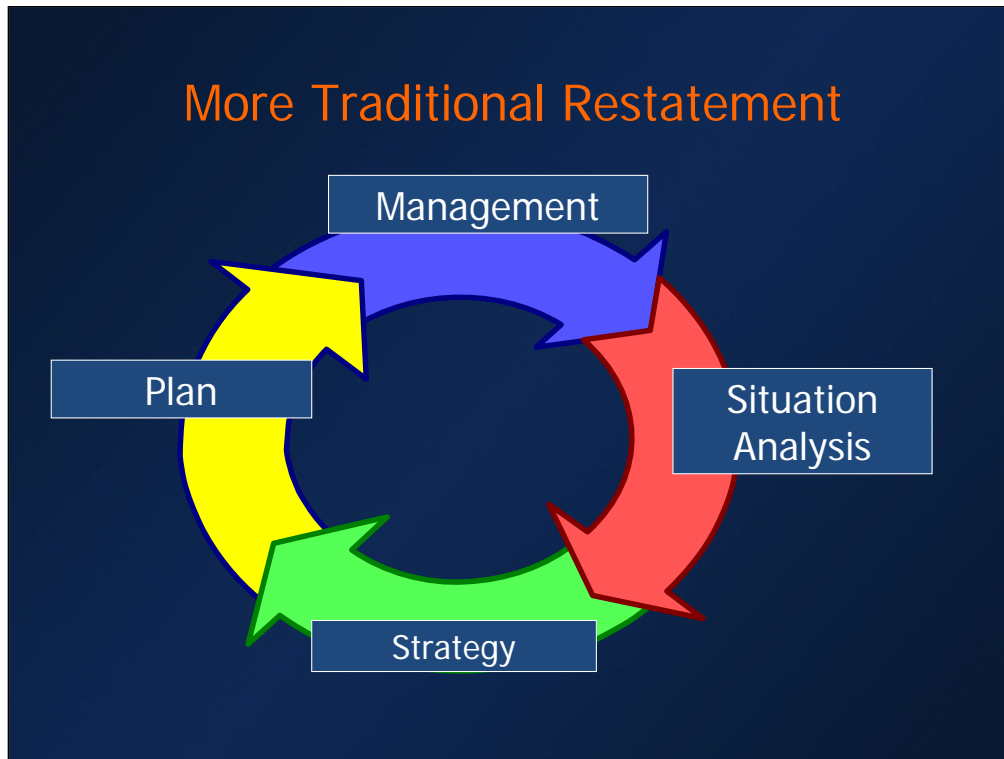 More Traditional Restatement
Management
Situation
Analysis
Strategy
Plan